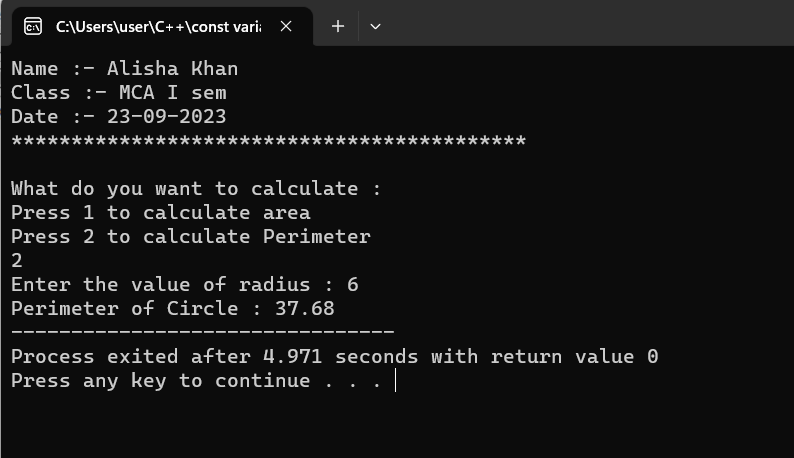 C:\Users\user\C++\const varia
Name :- Alisha Khan
Class :- MCA I sem
Date :- 23-09-2023
*******************************************
What do you want to calculate :
Press 1 to calculate area
Press 2 to calculate Perimeter
2
Enter the value of radius : 6
Perimeter of Circle : 37.68
--------------------------------
Process exited after 4.971 seconds with return value 0
Press any key to continue . . .